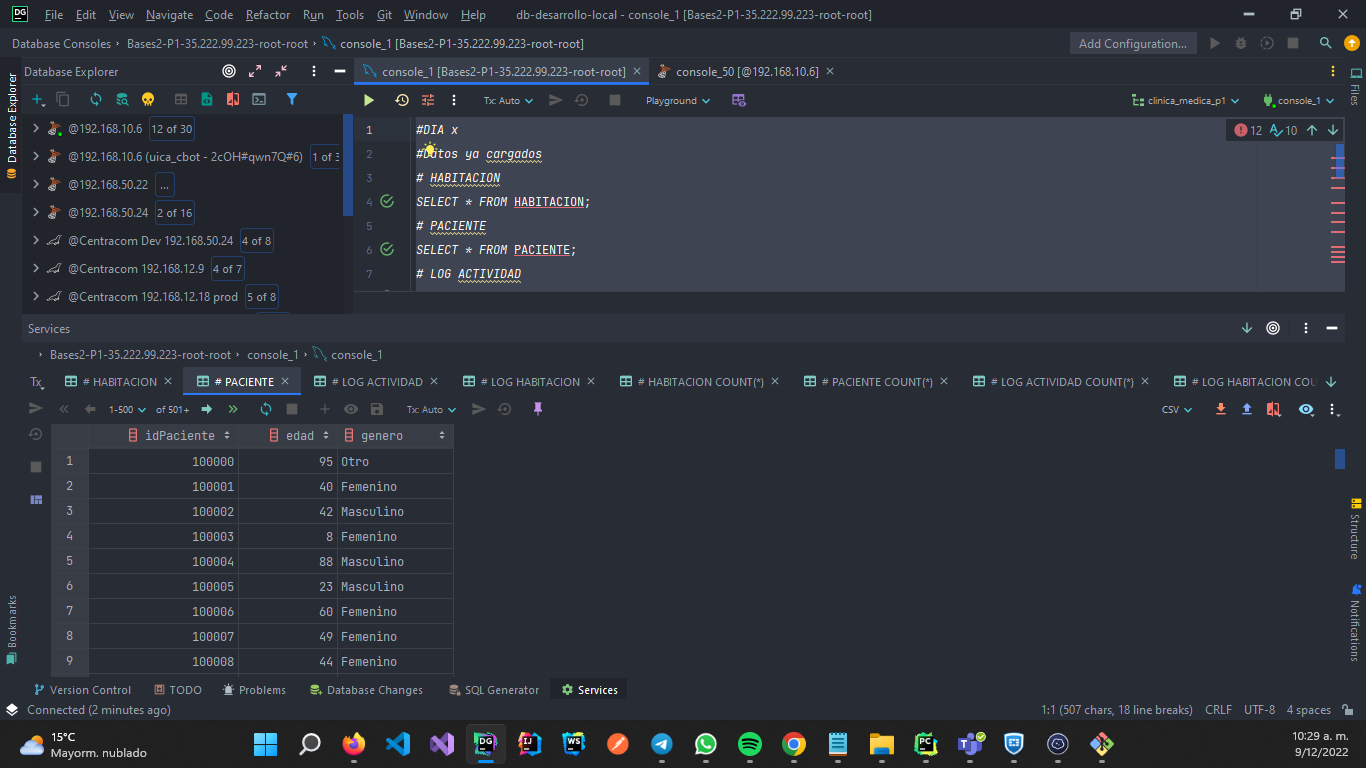 DG File Edit View Navigate Code Refactor Run Tools Git Window Help db-desarrollo-local - console_1 [Bases2-P1-35.222.99.223-root-root]
Database Consoles Bases2-P1-35.222.99.223-root-root console_1 [Bases2-P1-35.222.99.223-root-root] Add Configuration...
Database Explorer
console_1 [Bases2-P1-35.222.99.223-root-root] console_50 [@192.168.10.6]
Tx: Auto Playground clinica_medica_p1 console_1
Database Explorer
Files
@192.168.10.6 12 of 30
@192.168.10.6 (uica_cbot - 2cOH#qwn7Q#6) 1 of 3
@192.168.50.22 ...
@192.168.50.24 2 of 16
@Centracom Dev 192.168.50.24 4 of 8
@Centracom 192.168.12.9 4 of 7
@Centracom 192.168.12.18 prod 5 of 8
1 #DIA x
12 10
2 #Datos ya cargados
3 # HABITACION
4 SELECT * FROM HABITACION;
5 # PACIENTE
6 SELECT * FROM PACIENTE;
7 # LOG ACTIVIDAD
Services
Bases2-P1-35.222.99.223-root-root console_1 console_1
Tx # HABITACION # PACIENTE # LOG ACTIVIDAD # LOG HABITACION # HABITACION COUNT(*) # PACIENTE COUNT(*) # LOG ACTIVIDAD COUNT(*) # LOG HABITACION COU
1-500 of 501+ Tx: Auto CSV
idPaciente edad genero
1 100000 95 Otro
2 100001 40 Femenino
3 100002 42 Masculino
4 100003 8 Femenino
5 100004 88 Masculino
6 100005 23 Masculino
7 100006 60 Femenino
8 100007 49 Femenino
9 100008 44 Femenino
Bookmarks
Structure
Notifications
Version Control TODO Problems Database Changes SQL Generator Services
Connected (2 minutes ago) 1:1 (507 chars, 18 line breaks) CRLF UTF-8 4 spaces
15°C
Mayorm. nublado
DG IJ WS PC
10:29 a. m.
9/12/2022